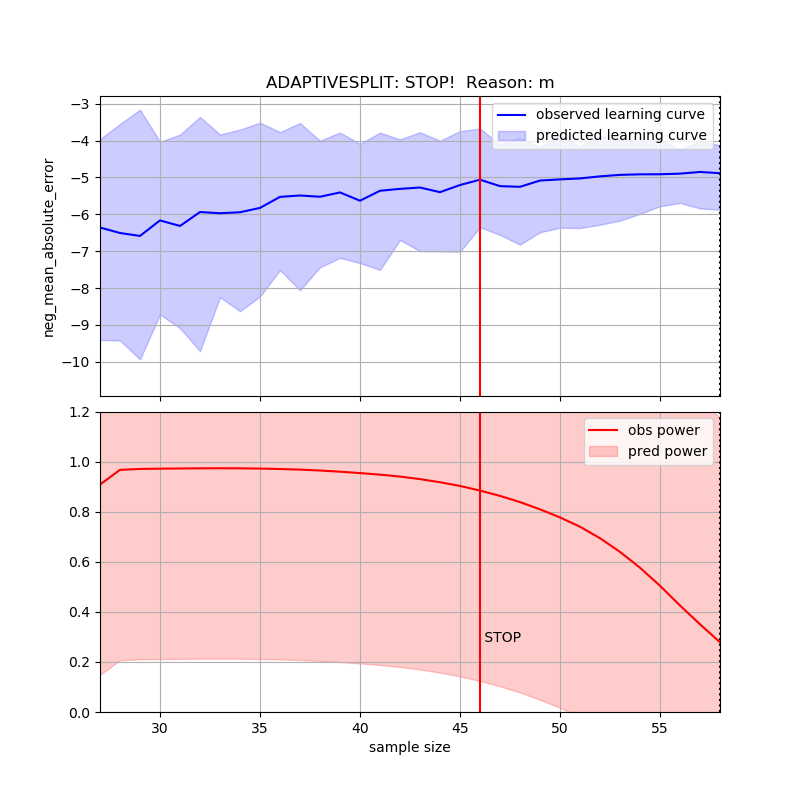 ADAPTIVESPLIT: STOP!  Reason: m
−3
−4
−5
−6
−7
−8
−9
−10
neg_mean_absolute_error
observed learning curve
predicted learning curve
1.2
1.0
0.8
0.6
0.4
0.2
0.0
obs power
pred power
STOP
30
35
40
45
50
55
sample size